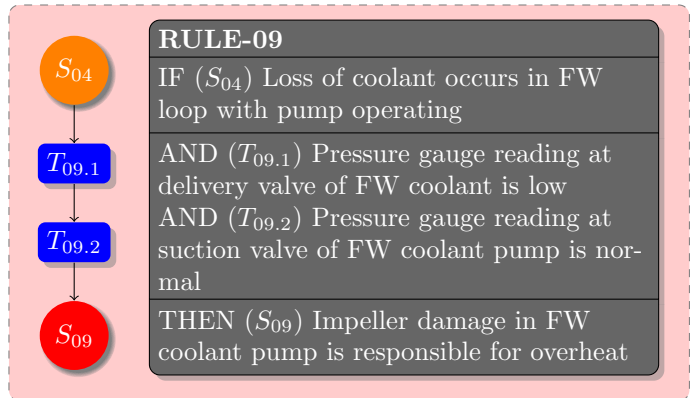 S04
T09.1
T09.2
S09
RULE-09
IF (S04) Loss of coolant occurs in FW
loop with pump operating
AND (T09.1) Pressure gauge reading at
delivery valve of FW coolant is low
AND (T09.2) Pressure gauge reading at
suction valve of FW coolant pump is nor-
mal
THEN (S09) Impeller damage in FW
coolant pump is responsible for overheat